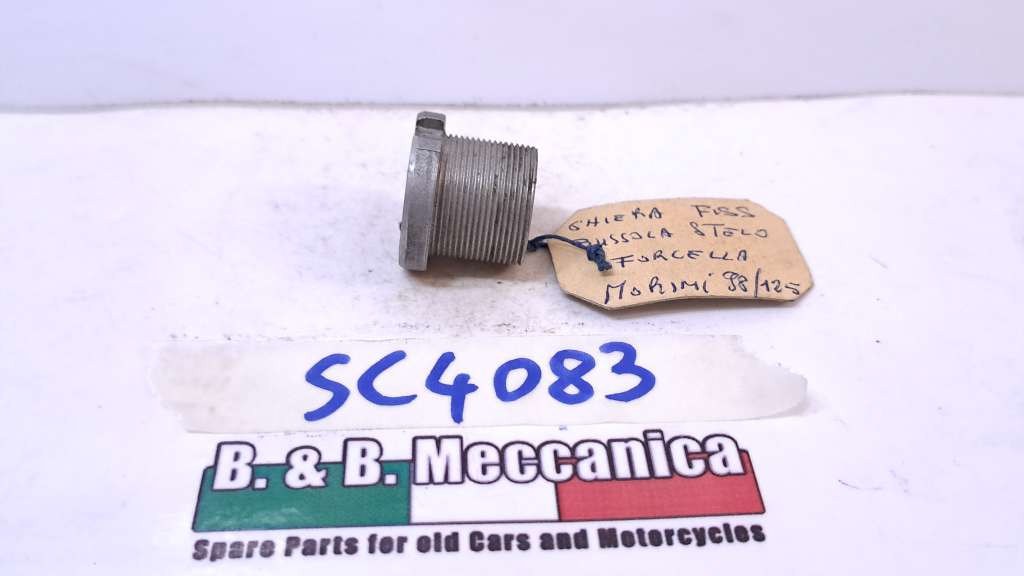 GHIERA FISS
BUSSOLA STELO
FORCELLA
MORINI 98/125
SC4083
B. & B. Meccanica
Spare Parts for old Cars and Motorcycles